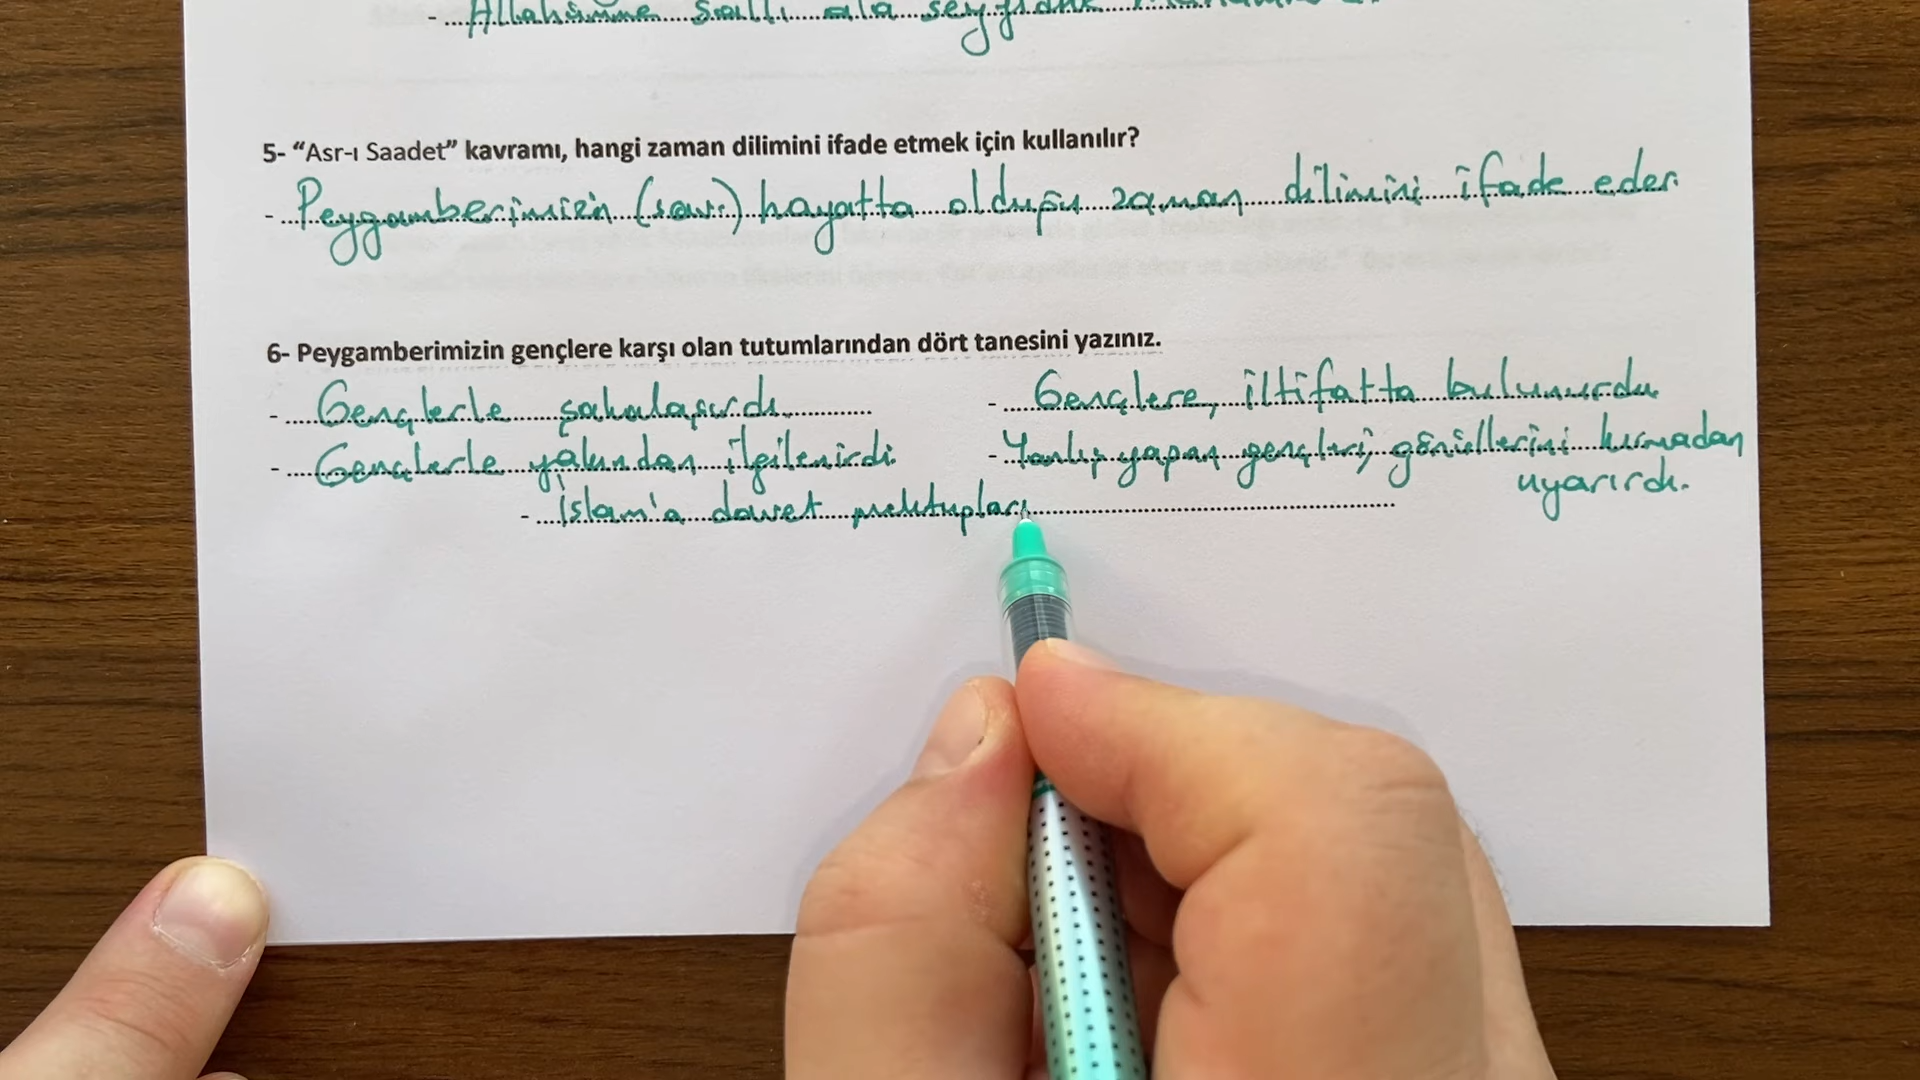 - Allahümme salli ala seyyidinâ
5- “Asr-ı Saadet” kavramı, hangi zaman dilimini ifade etmek için kullanılır?
- Peygamberimizin (sav.) hayatta olduğu zaman dilimini ifade eder.
6- Peygamberimizin gençlere karşı olan tutumlarından dört tanesini yazınız.
- Gençlerle şakalaşırdı. - Gençlere, iltifatta bulunurdu
- Gençlerle yakından ilgilenirdi. - Yanlış yapan gençleri, gönüllerini kırmadan
uyarırdı.
- İslam'a davet mektupları